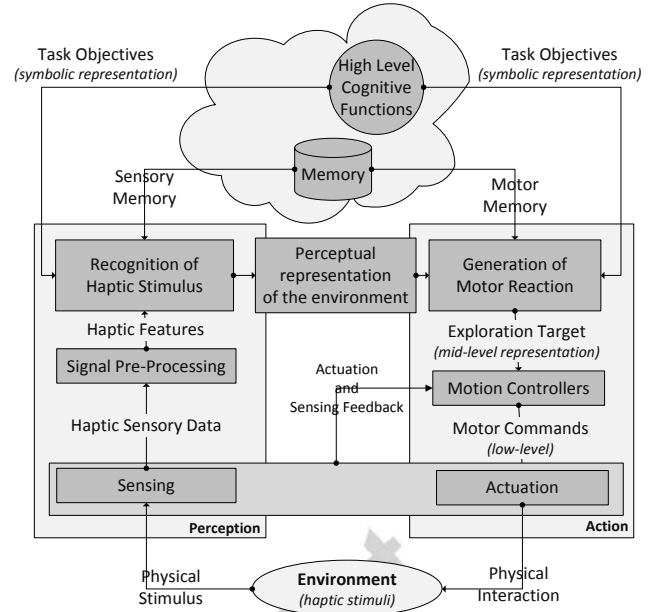 Task Objectives
(symbolic representation)
High Level
Cognitive
Functions
Task Objectives
(symbolic representation)
Memory
Sensory
Memory
Motor
Memory
Recognition of
Haptic Stimulus
Perceptual
representation
of the environment
Generation of
Motor Reaction
Haptic Features
Exploration Target
(mid-level representation)
Signal Pre-Processing
Actuation
and
Sensing Feedback
Motion Controllers
Haptic Sensory Data
Motor Commands
(low-level)
Sensing
Actuation
Perception
Action
Physical
Stimulus
Environment
(haptic stimuli)
Physical
Interaction